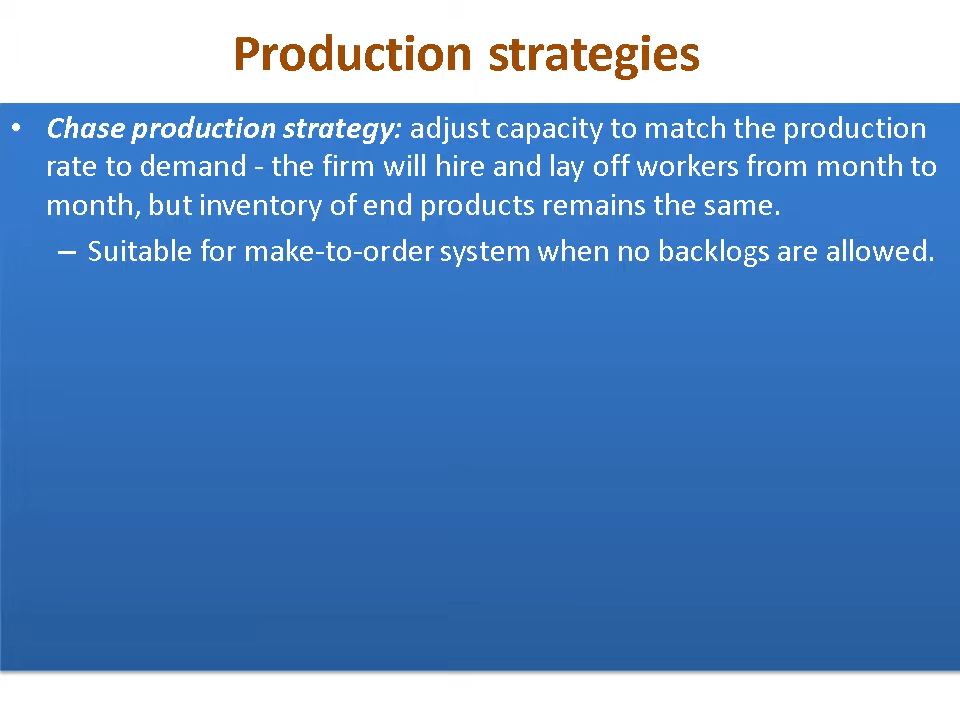 Production strategies
• Chase production strategy: adjust capacity to match the production
rate to demand - the firm will hire and lay off workers from month to
month, but inventory of end products remains the same.
– Suitable for make-to-order system when no backlogs are allowed.